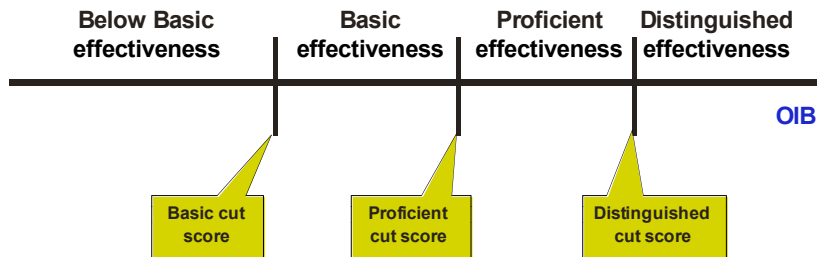 Below Basic
effectiveness
Basic
effectiveness
Proficient
effectiveness
Distinguished
effectiveness
OIB
Basic cut
score
Proficient
cut score
Distinguished
cut score